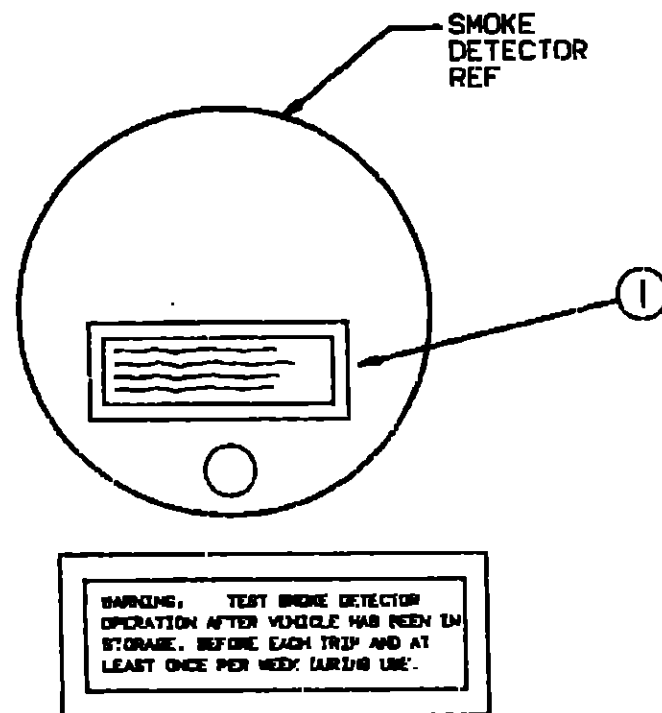 SMOKE
DETECTOR
REF
1
WARNING: TEST SMOKE DETECTOR
OPERATION AFTER VEHICLE HAS BEEN IN
STORAGE, BEFORE EACH TRIP AND AT
LEAST ONCE PER WEEK DURING USE.